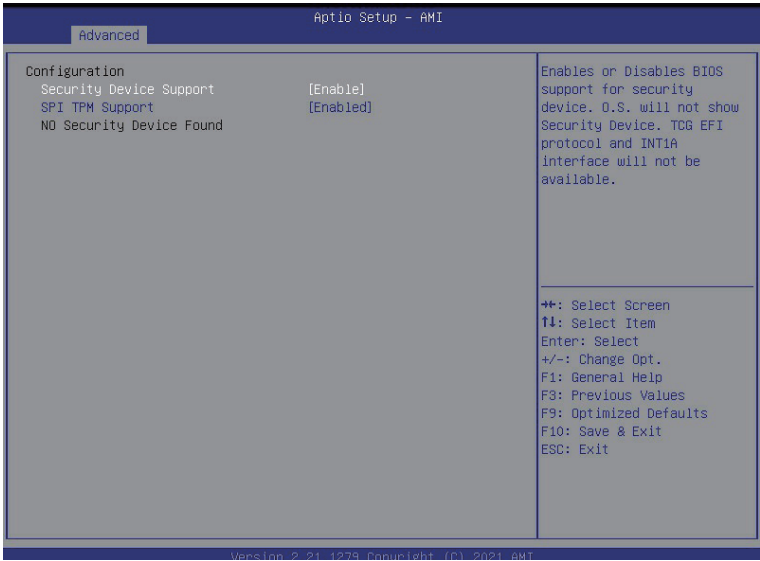 Aptio Setup – AMI
Advanced
Configuration
Security Device Support [Enable]
SPI TPM Support [Enabled]
NO Security Device Found
Enables or Disables BIOS
support for security
device. O.S. will not show
Security Device. TCG EFI
protocol and INT1A
interface will not be
available.
→←: Select Screen
↑↓: Select Item
Enter: Select
+/-: Change Opt.
F1: General Help
F3: Previous Values
F9: Optimized Defaults
F10: Save & Exit
ESC: Exit
Version 2.21.1279 Copyright (C) 2021 AMI